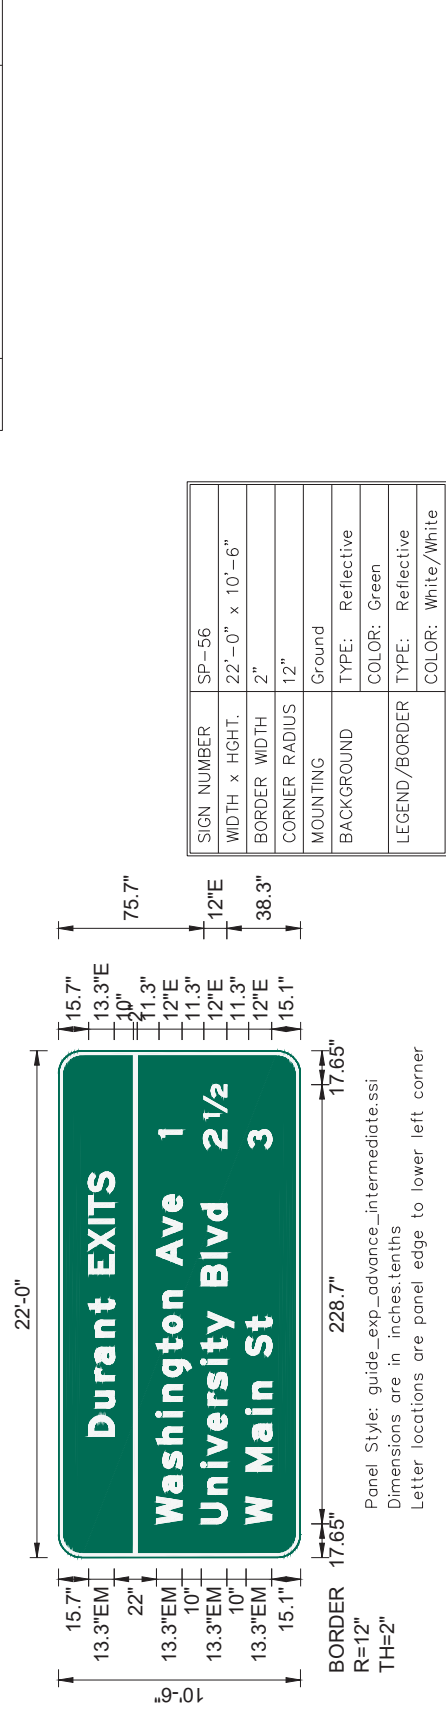 22'-0"
10'-6"
15.7"
13.3"EM
22"
13.3"EM
10"
13.3"EM
10"
13.3"EM
15.1"
Durant EXITS
Washington Ave 1
University Blvd 2 1/2
W Main St 3
15.7"
13.3"E
10"
2"
11.3"
12"E
11.3"
12"E
11.3"
12"E
15.1"
75.7"
12"E
38.3"
17.65" 228.7" 17.65"
BORDER
R=12"
TH=2"
Panel Style: guide_exp_advance_intermediate.ssi
Dimensions are in inches.tenths
Letter locations are panel edge to lower left corner
SIGN NUMBER SP-56
WIDTH x HGHT. 22'-0" x 10'-6"
BORDER WIDTH 2"
CORNER RADIUS 12"
MOUNTING Ground
BACKGROUND TYPE: Reflective
COLOR: Green
LEGEND/BORDER TYPE: Reflective
COLOR: White/White